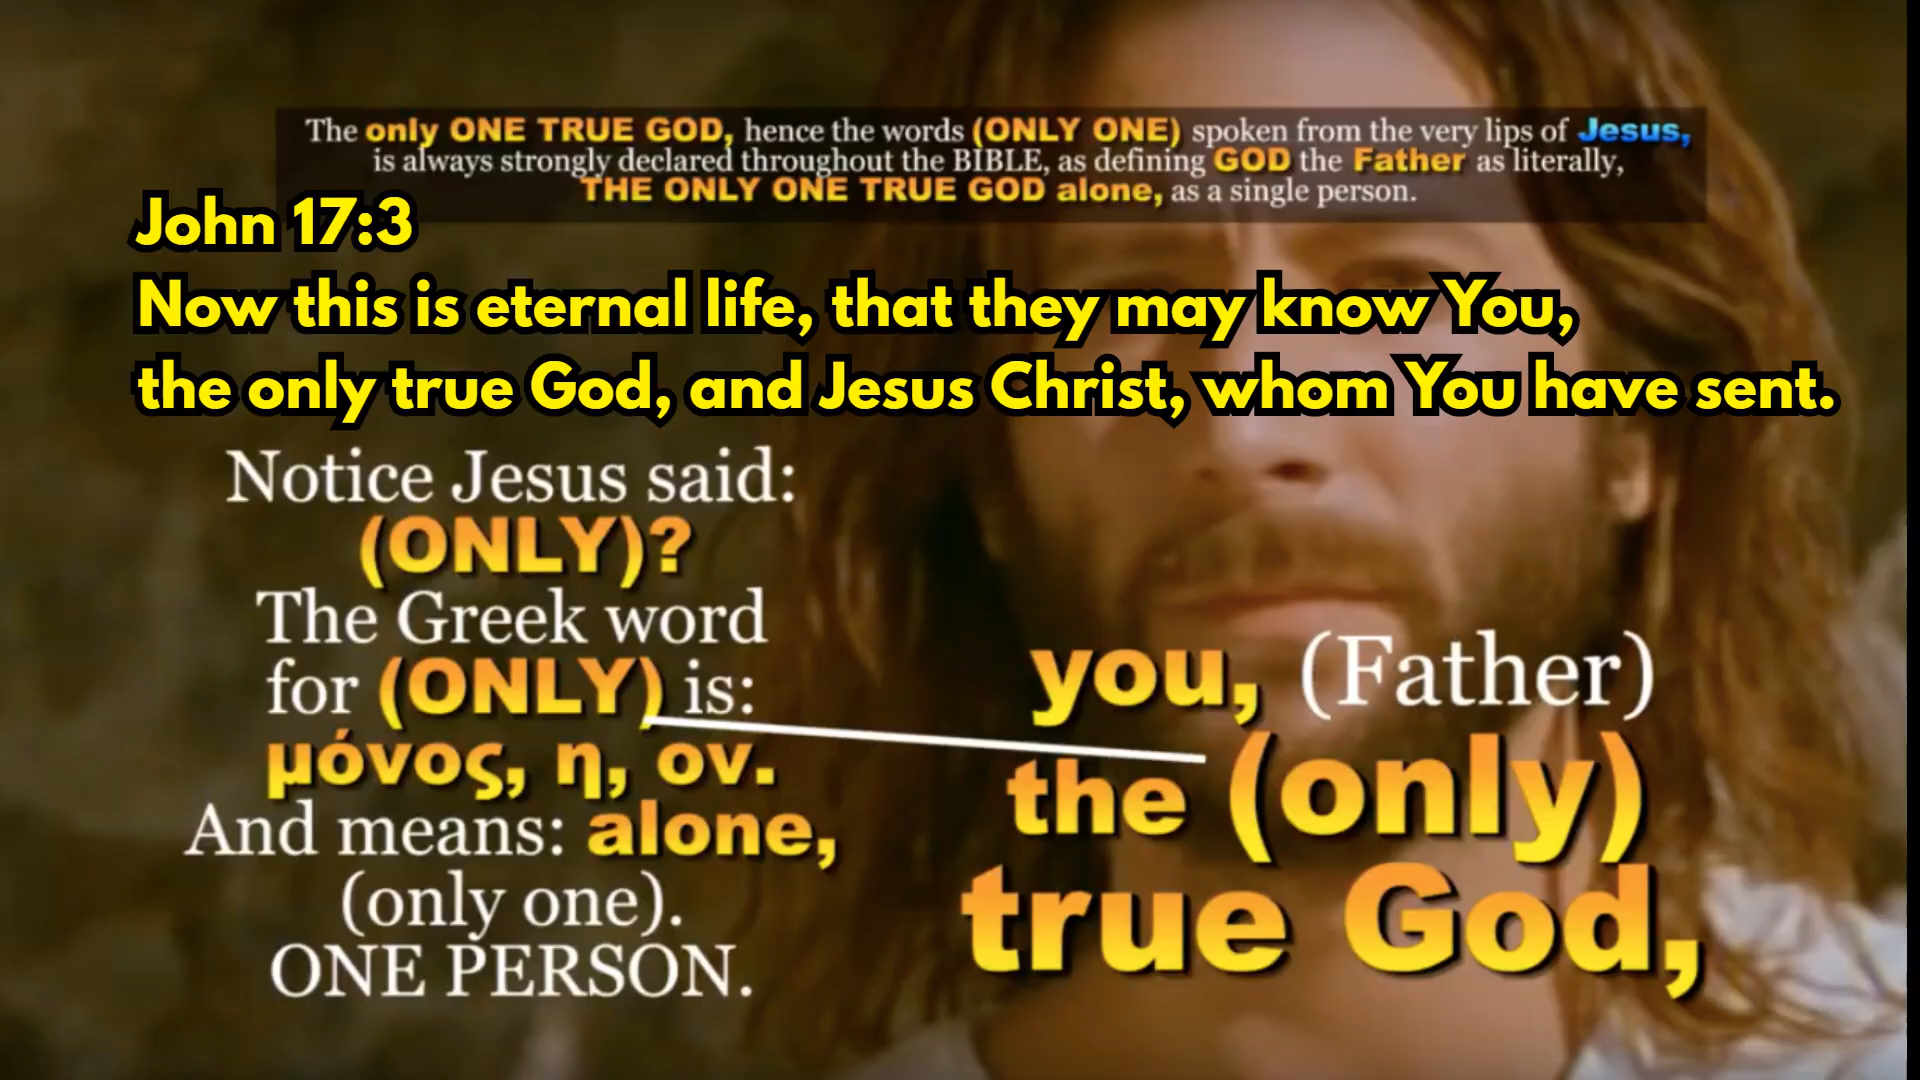 The only ONE TRUE GOD, hence the words (ONLY ONE) spoken from the very lips of Jesus,
is always strongly declared throughout the BIBLE, as defining GOD the Father as literally,
THE ONLY ONE TRUE GOD alone, as a single person.
John 17:3
Now this is eternal life, that they may know You,
the only true God, and Jesus Christ, whom You have sent.
Notice Jesus said:
(ONLY)?
The Greek word
for (ONLY) is:
μόνος, η, ον.
And means: alone,
(only one).
ONE PERSON.
you, (Father)
the (only)
true God,